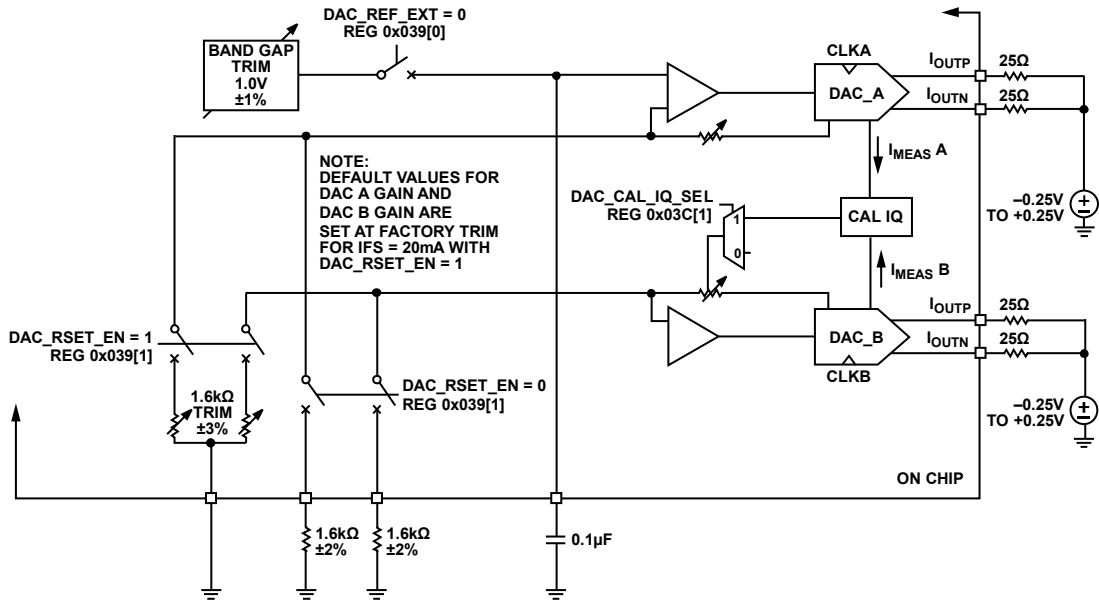 DAC_REF_EXT = 0
REG 0x039[0]
BAND GAP
TRIM
1.0V
±1%
CLKA
DAC_A
IOUTP
25Ω
IOUTN
25Ω
IMEAS A
–0.25V
TO +0.25V
NOTE:
DEFAULT VALUES FOR
DAC A GAIN AND
DAC B GAIN ARE
SET AT FACTORY TRIM
FOR IFS = 20mA WITH
DAC_RSET_EN = 1
DAC_CAL_IQ_SEL
REG 0x03C[1]
1
0
CAL IQ
IMEAS B
DAC_B
CLKB
IOUTP
25Ω
IOUTN
25Ω
–0.25V
TO +0.25V
DAC_RSET_EN = 1
REG 0x039[1]
1.6kΩ
TRIM
±3%
DAC_RSET_EN = 0
REG 0x039[1]
ON CHIP
1.6kΩ
±2%
1.6kΩ
±2%
0.1µF